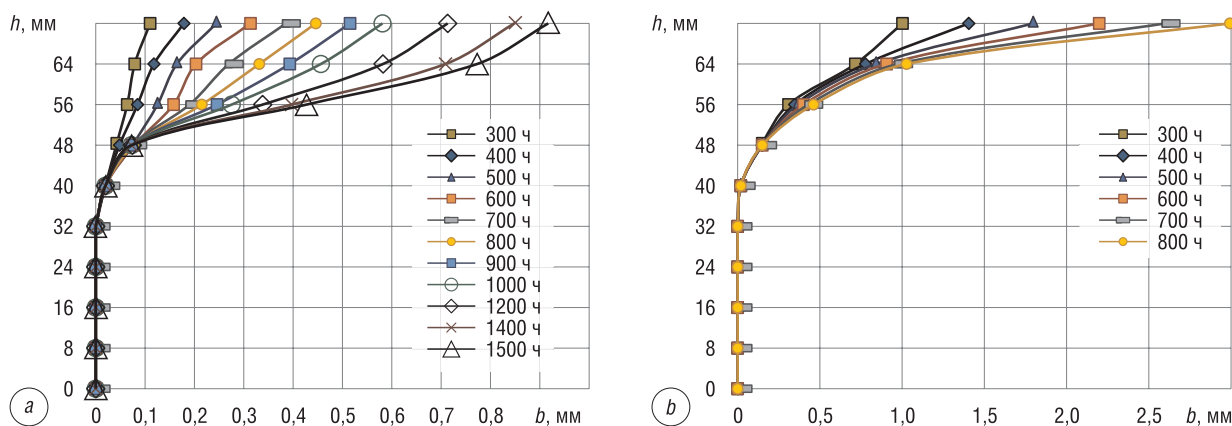 h, мм
64
56
48
40
32
24
16
8
0
300 ч
400 ч
500 ч
600 ч
700 ч
800 ч
900 ч
1000 ч
1200 ч
1400 ч
1500 ч
0 0,1 0,2 0,3 0,4 0,5 0,6 0,7 0,8 b, мм
a
h, мм
64
56
48
40
32
24
16
8
0
300 ч
400 ч
500 ч
600 ч
700 ч
800 ч
0 0,5 1,0 1,5 2,0 2,5 b, мм
b